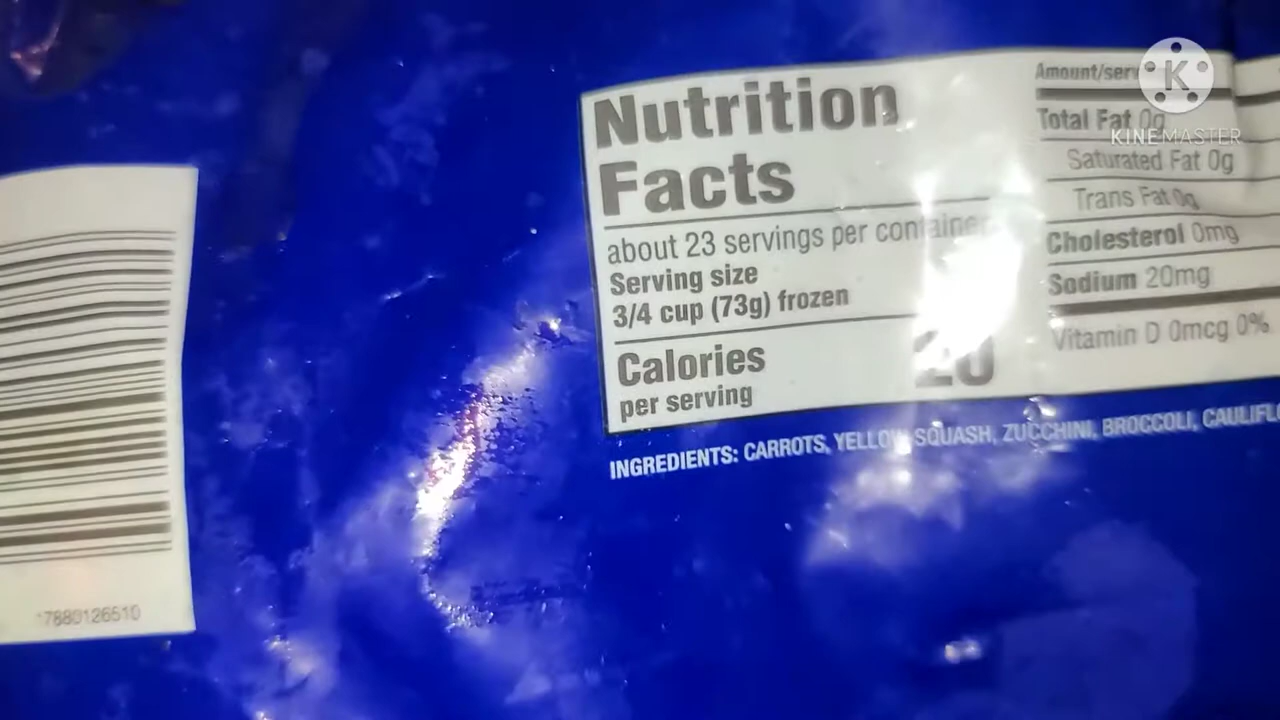 Nutrition
Facts
about 23 servings per container
Serving size
3/4 cup (73g) frozen
Calories
per serving
20
Amount/serv
Total Fat 0g
Saturated Fat 0g
Trans Fat 0g
Cholesterol 0mg
Sodium 20mg
Vitamin D 0mcg 0%
INGREDIENTS: CARROTS, YELLOW SQUASH, ZUCCHINI, BROCCOLI, CAULIFL
K
KINEMASTER